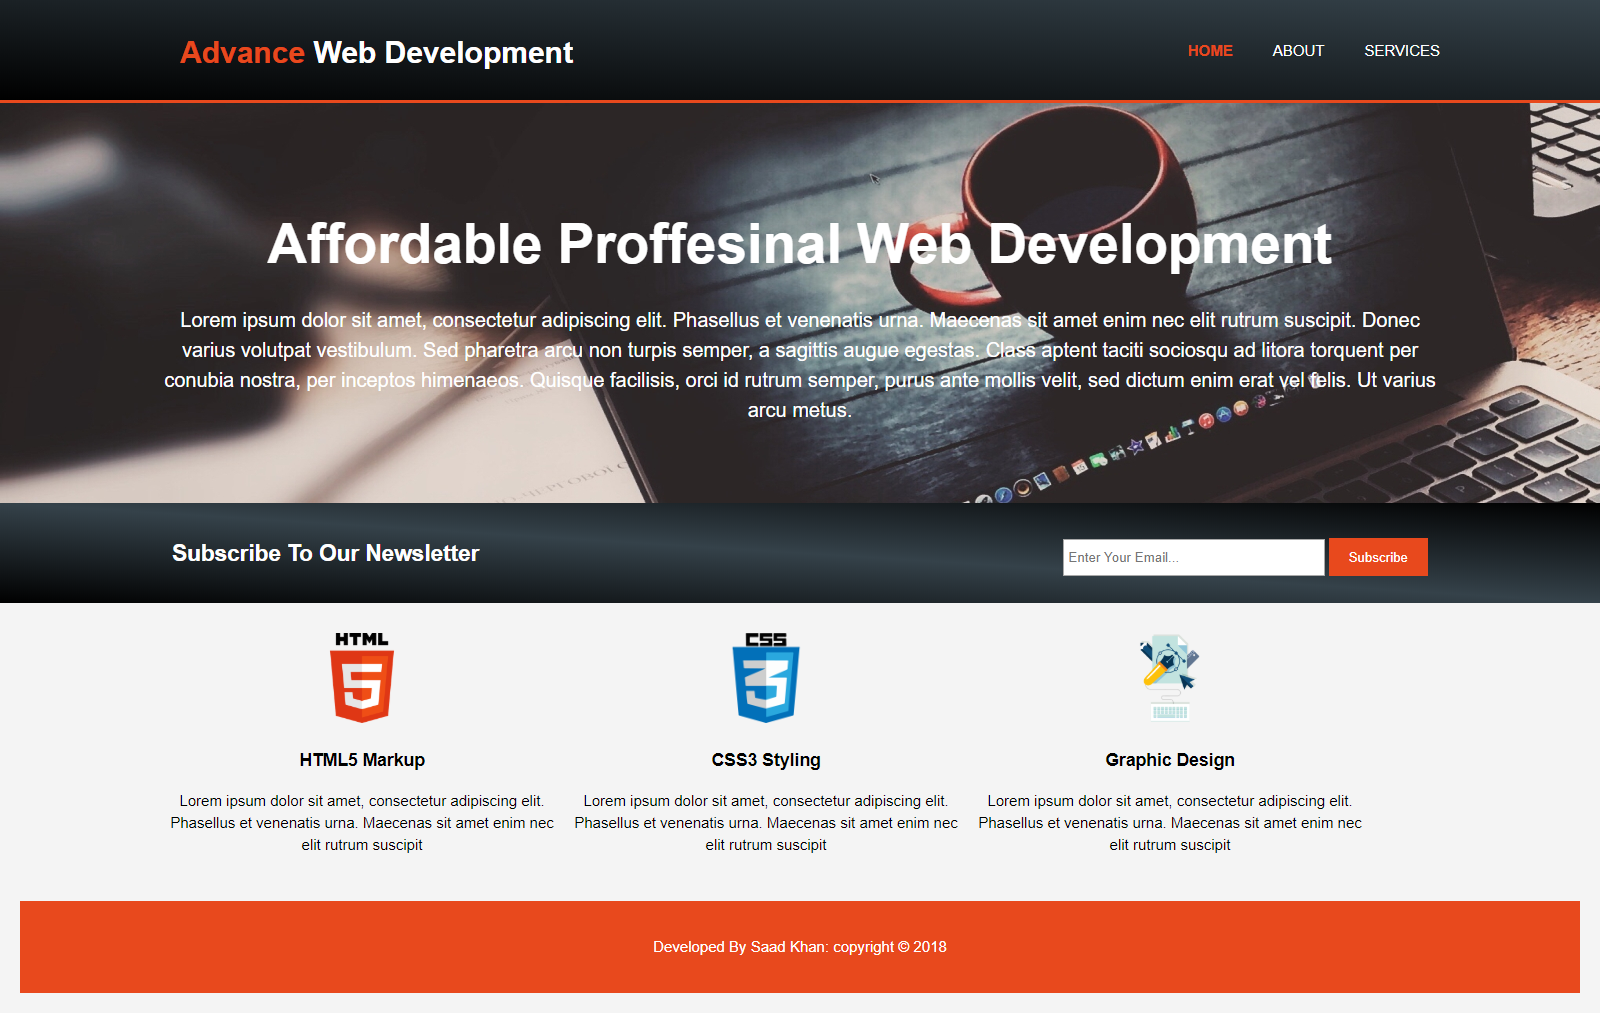 Advance Web Development
HOME ABOUT SERVICES
Affordable Proffesinal Web Development
Lorem ipsum dolor sit amet, consectetur adipiscing elit. Phasellus et venenatis urna. Maecenas sit amet enim nec elit rutrum suscipit. Donec
varius volutpat vestibulum. Sed pharetra arcu non turpis semper, a sagittis augue egestas. Class aptent taciti sociosqu ad litora torquent per
conubia nostra, per inceptos himenaeos. Quisque facilisis, orci id rutrum semper, purus ante mollis velit, sed dictum enim erat vel felis. Ut varius
arcu metus.
Subscribe To Our Newsletter
Enter Your Email...
Subscribe
HTML
5
CSS
3
HTML5 Markup
Lorem ipsum dolor sit amet, consectetur adipiscing elit.
Phasellus et venenatis urna. Maecenas sit amet enim nec
elit rutrum suscipit
CSS3 Styling
Lorem ipsum dolor sit amet, consectetur adipiscing elit.
Phasellus et venenatis urna. Maecenas sit amet enim nec
elit rutrum suscipit
Graphic Design
Lorem ipsum dolor sit amet, consectetur adipiscing elit.
Phasellus et venenatis urna. Maecenas sit amet enim nec
elit rutrum suscipit
Developed By Saad Khan: copyright © 2018